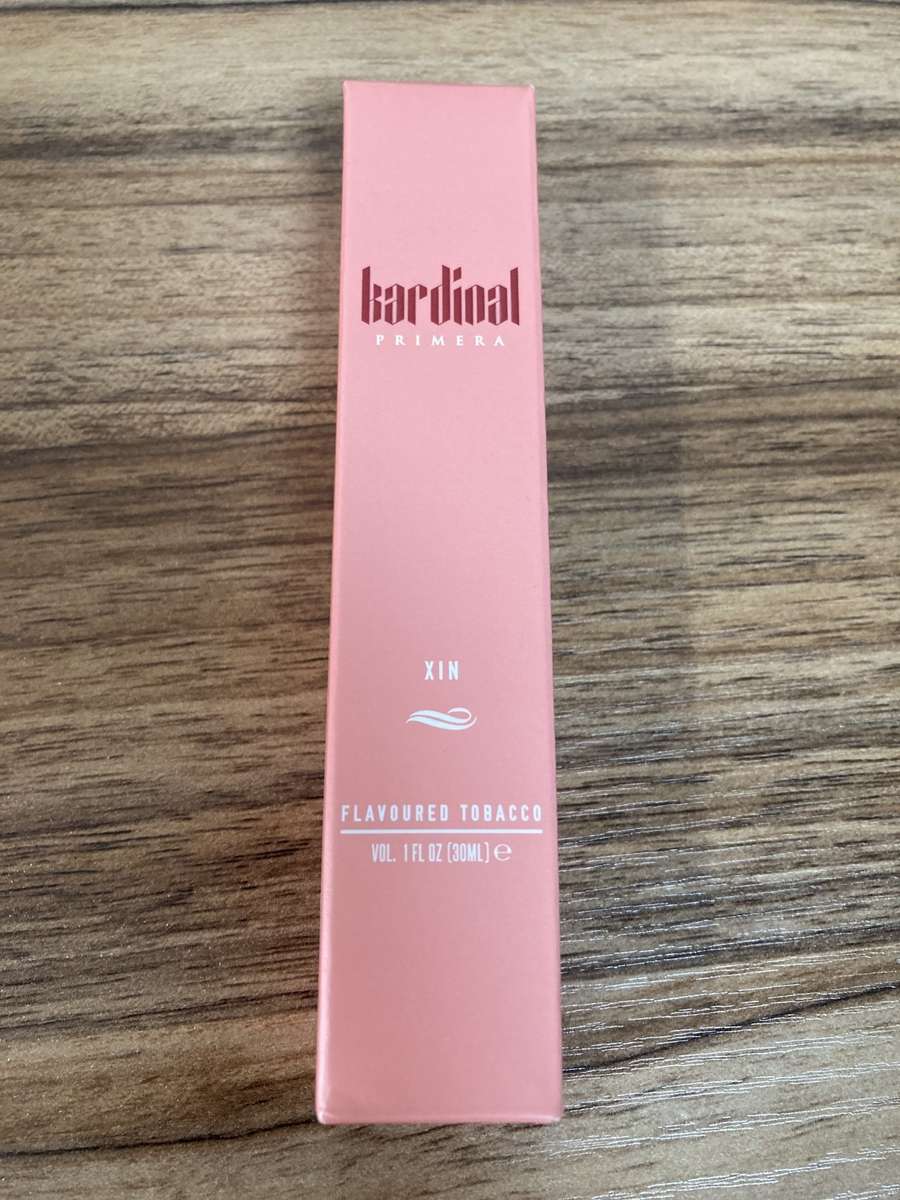 kardinal
PRIMERA
XIN
FLAVOURED TOBACCO
VOL. 1 FL OZ (30ML) ℮